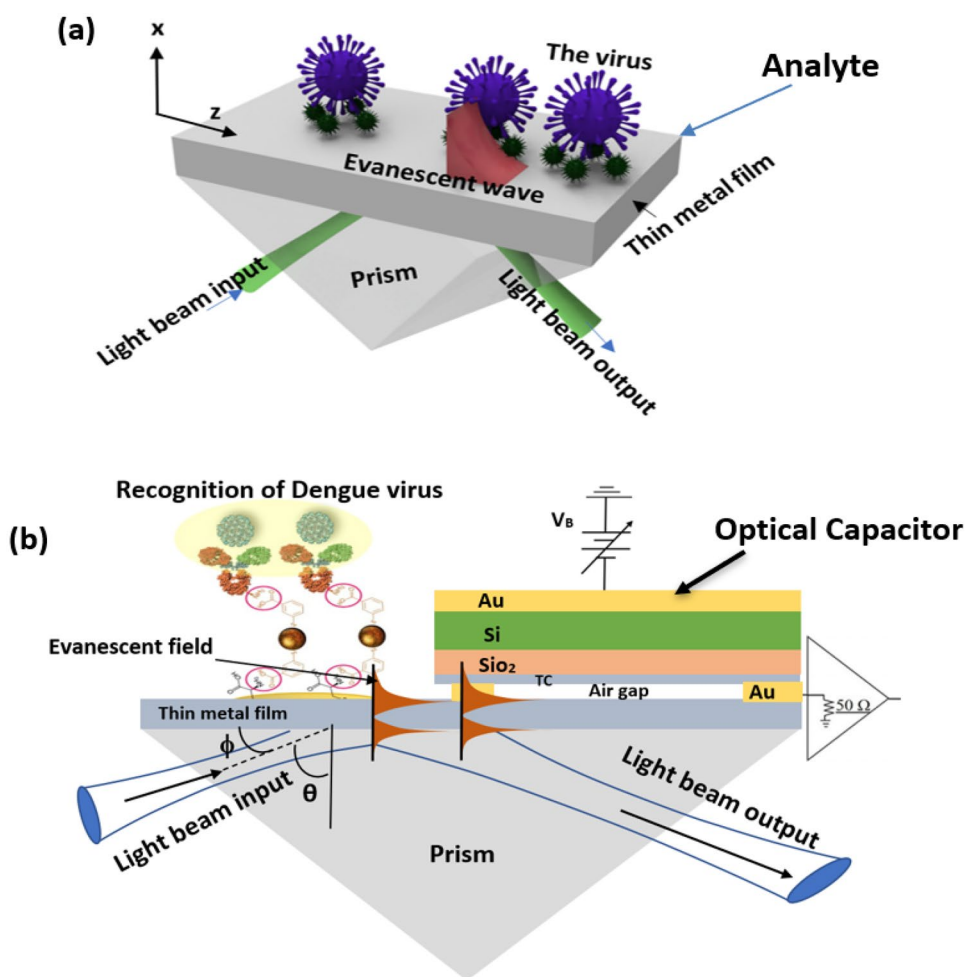 (a)
x
z
The virus
Analyte
Evanescent wave
Thin metal film
Light beam input
Prism
Light beam output
Recognition of Dengue virus
(b)
VB
Optical Capacitor
Au
Si
Evanescent field
Sio2
TC
Air gap
Au
Thin metal film
50 Ω
ϕ
θ
Light beam input
Light beam output
Prism